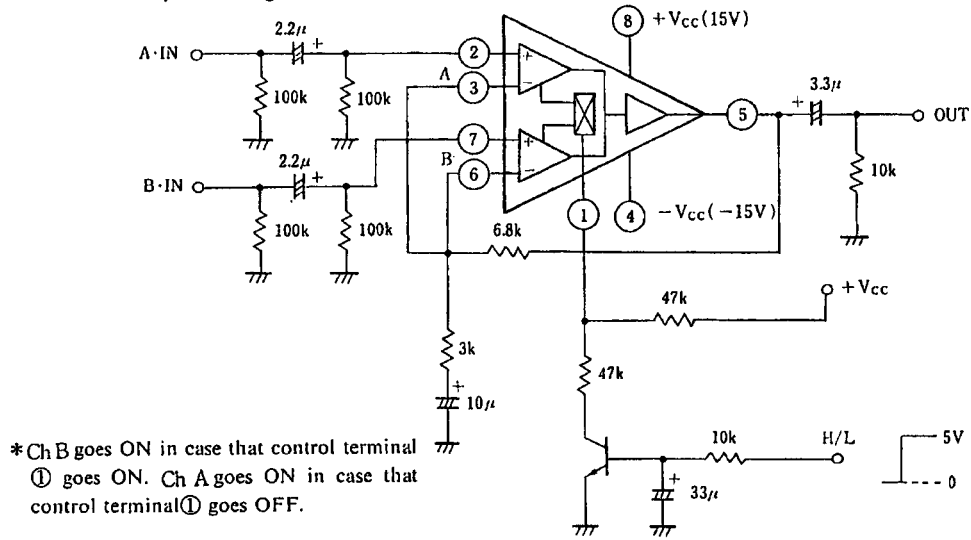 8 +Vcc(15V)
2.2μ
A·IN
+
2
+
100k
100k
A
3
−
3.3μ
+
5
OUT
7
+
2.2μ
B
6
−
B·IN
+
10k
1
4
−Vcc(−15V)
100k
100k
6.8k
+Vcc
47k
3k
47k
+
10μ
10k
H/L
5V
0
+
33μ
*Ch B goes ON in case that control terminal
① goes ON. Ch A goes ON in case that
control terminal① goes OFF.